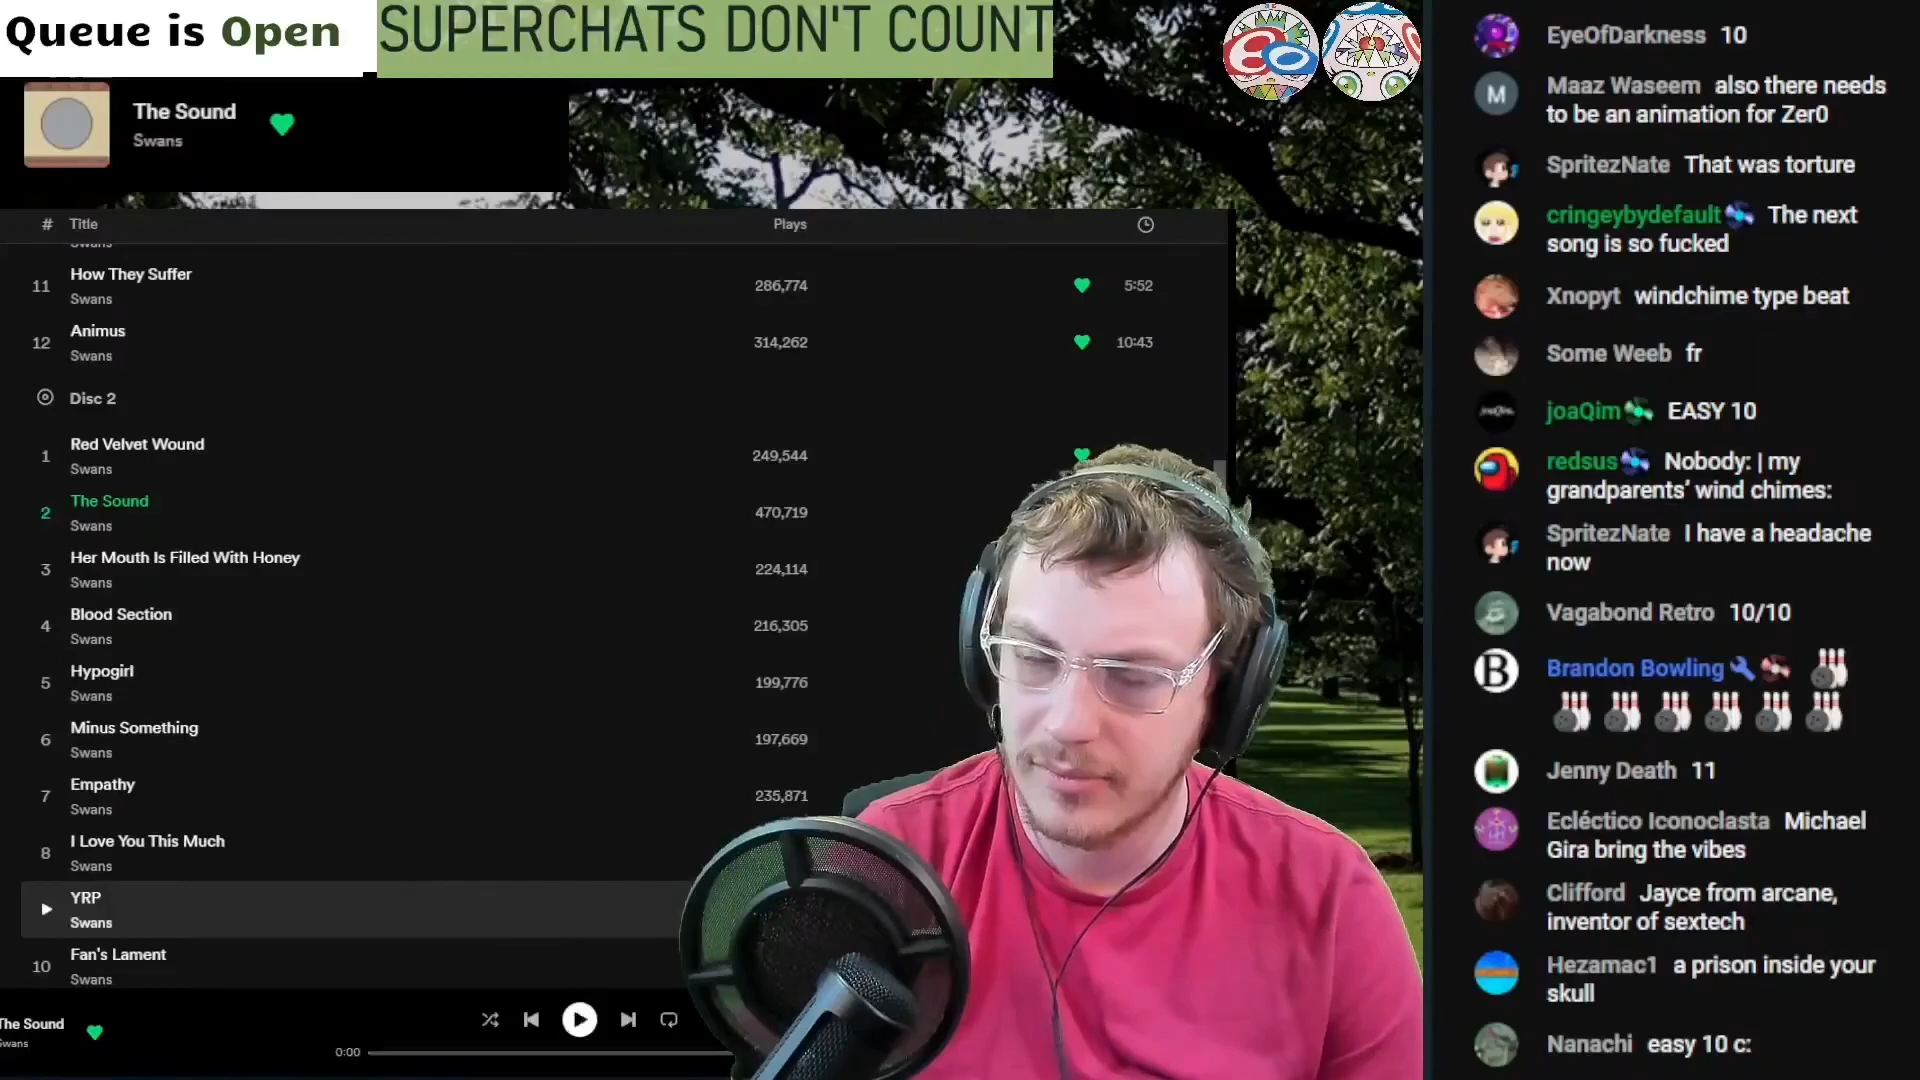 Queue is Open
SUPERCHATS DON'T COUNT
The Sound
Swans
# Title Plays
Swans
11 How They Suffer 286,774 5:52
Swans
12 Animus 314,262 10:43
Swans
Disc 2
1 Red Velvet Wound 249,544
Swans
2 The Sound 470,719
Swans
3 Her Mouth Is Filled With Honey 224,114
Swans
4 Blood Section 216,305
Swans
5 Hypogirl 199,776
Swans
6 Minus Something 197,669
Swans
7 Empathy 235,871
Swans
8 I Love You This Much
Swans
YRP
Swans
10 Fan's Lament
Swans
The Sound
Swans
0:00
EyeOfDarkness 10
M Maaz Waseem also there needs
to be an animation for Zer0
SpritezNate That was torture
cringeybydefault The next
song is so fucked
Xnopyt windchime type beat
Some Weeb fr
joaQim EASY 10
redsus Nobody: | my
grandparents' wind chimes:
SpritezNate I have a headache
now
Vagabond Retro 10/10
B Brandon Bowling
Jenny Death 11
Ecléctico Iconoclasta Michael
Gira bring the vibes
Clifford Jayce from arcane,
inventor of sextech
Hezamac1 a prison inside your
skull
Nanachi easy 10 c: